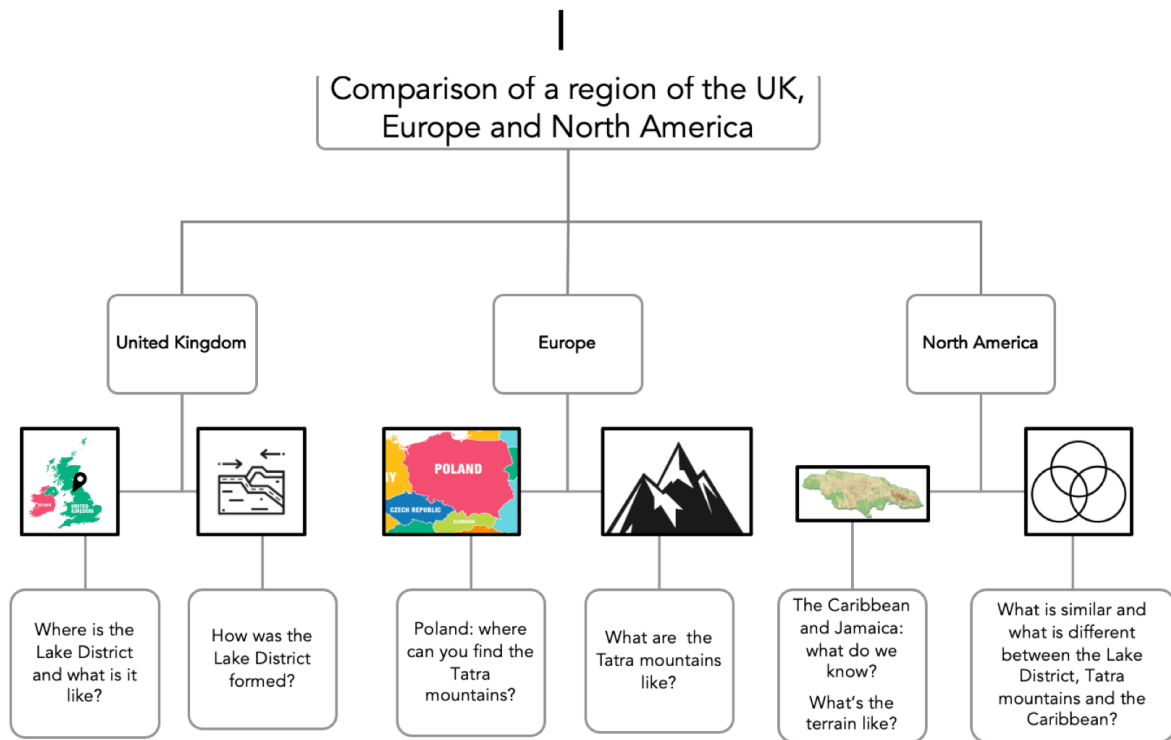 Comparison of a region of the UK,
Europe and North America
United Kingdom
Europe
North America
UNITED
KINGDOM
POLAND
CZECH REPUBLIC
SLOVAKIA
Where is the
Lake District
and what is it
like?
How was the
Lake District
formed?
Poland: where
can you find the
Tatra
mountains?
What are the
Tatra mountains
like?
The Caribbean
and Jamaica:
what do we
know?
What's the
terrain like?
What is similar and
what is different
between the Lake
District, Tatra
mountains and the
Caribbean?